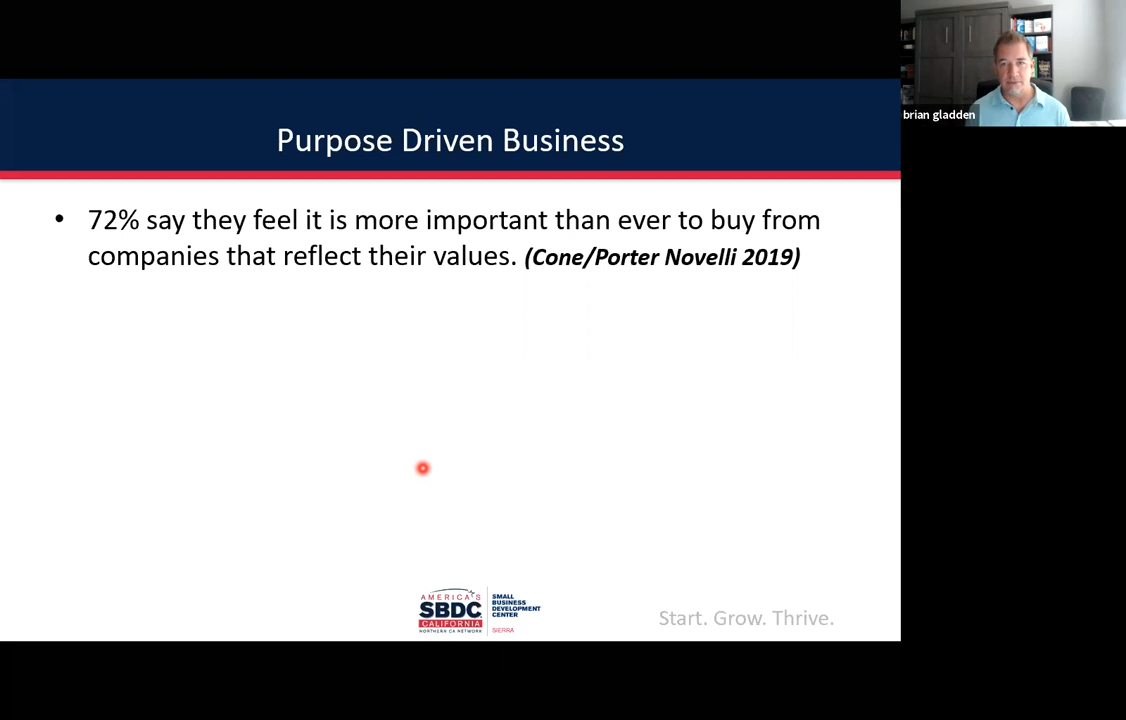 Purpose Driven Business
brian gladden
• 72% say they feel it is more important than ever to buy from
companies that reflect their values. (Cone/Porter Novelli 2019)
AMERICA'S
SBDC
CALIFORNIA
NORTHERN CA NETWORK
SMALL
BUSINESS
DEVELOPMENT
CENTER
SIERRA
Start. Grow. Thrive.